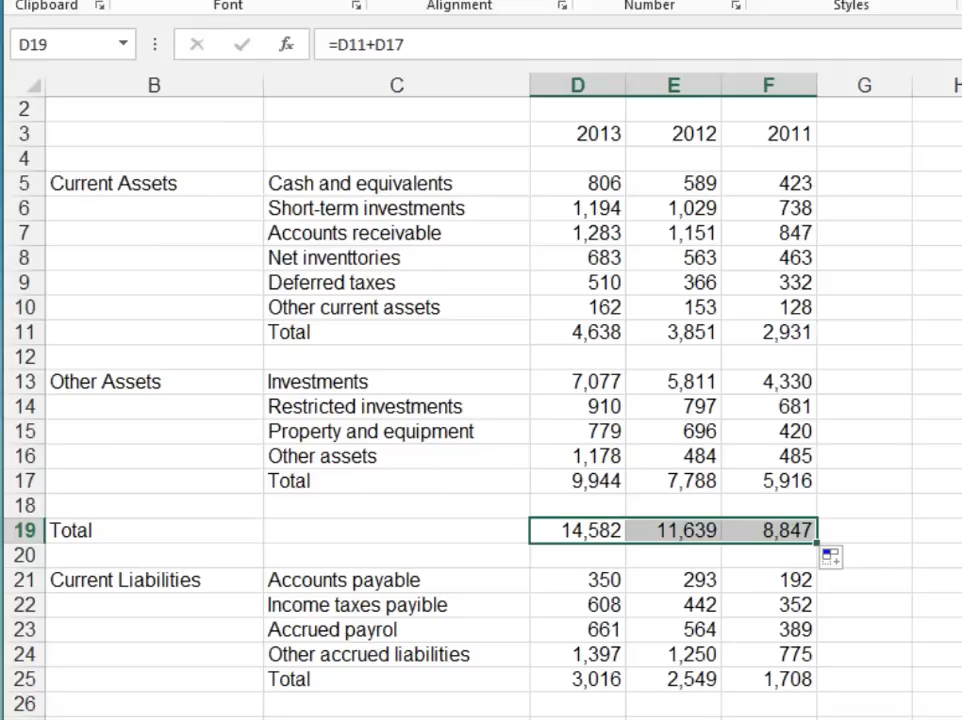 Clipboard Font Alignment Number Styles
D19 fx =D11+D17
B C D E F G H
2
3 2013 2012 2011
4
5 Current Assets Cash and equivalents 806 589 423
6 Short-term investments 1,194 1,029 738
7 Accounts receivable 1,283 1,151 847
8 Net inventtories 683 563 463
9 Deferred taxes 510 366 332
10 Other current assets 162 153 128
11 Total 4,638 3,851 2,931
12
13 Other Assets Investments 7,077 5,811 4,330
14 Restricted investments 910 797 681
15 Property and equipment 779 696 420
16 Other assets 1,178 484 485
17 Total 9,944 7,788 5,916
18
19 Total 14,582 11,639 8,847
20
21 Current Liabilities Accounts payable 350 293 192
22 Income taxes payible 608 442 352
23 Accrued payrol 661 564 389
24 Other accrued liabilities 1,397 1,250 775
25 Total 3,016 2,549 1,708
26